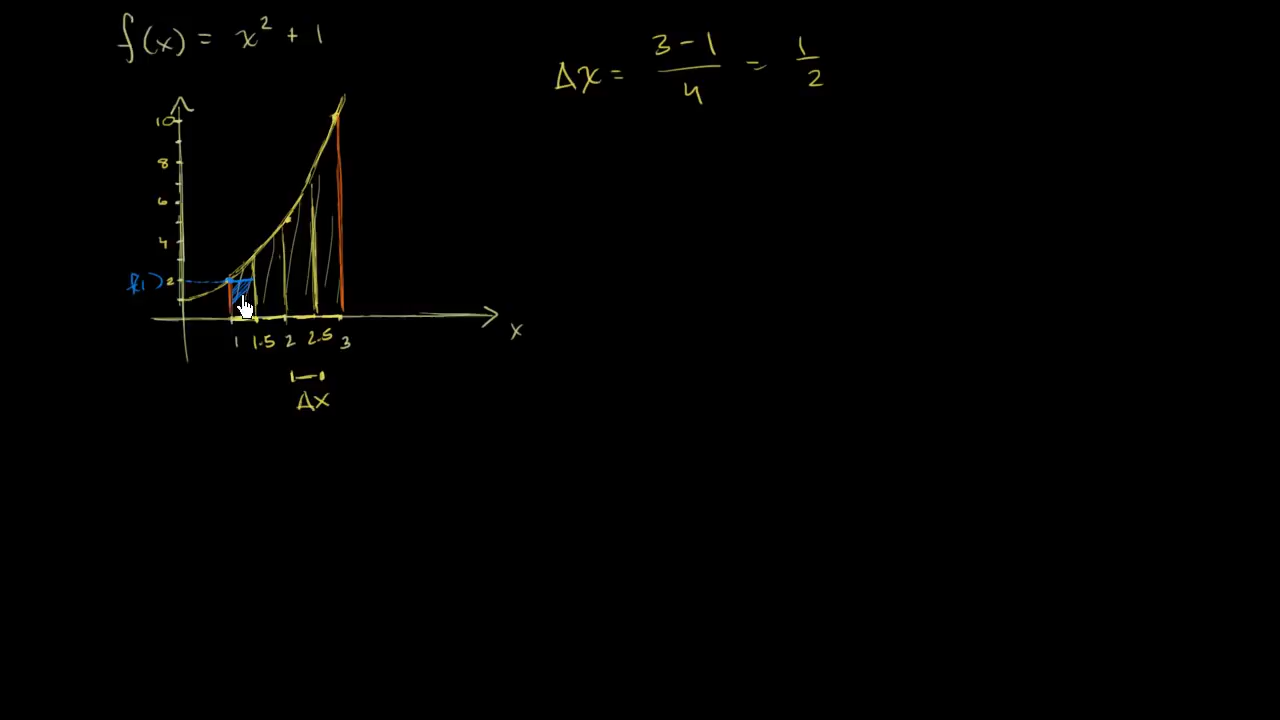 f(x) = x² + 1
Δx = 3 - 1 / 4 = 1 / 2
10
8
6
4
f(1) 2
1 1.5 2 2.5 3
x
Δx